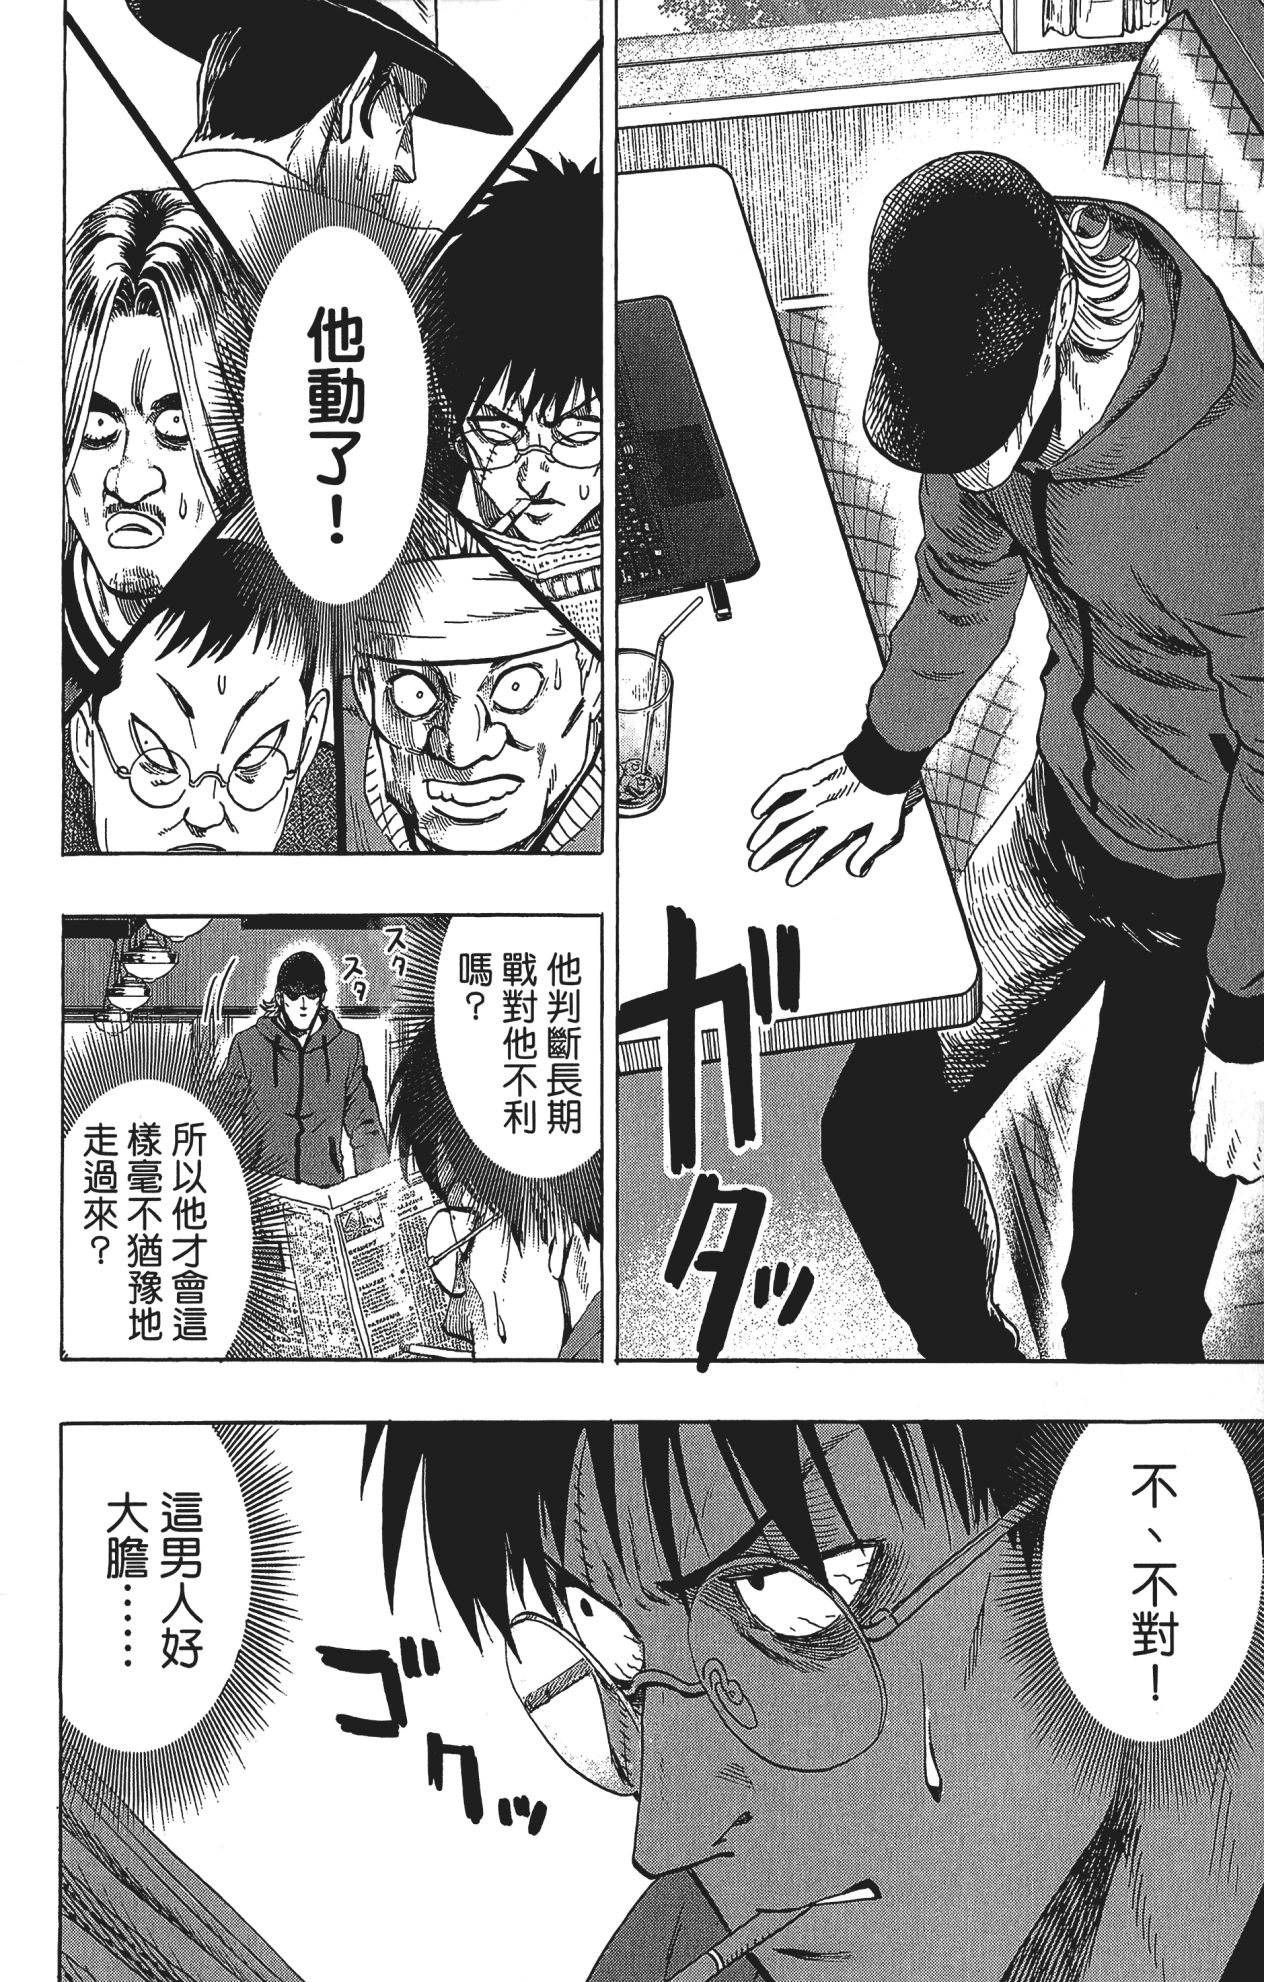 ガタッ
他動了！
他判斷長期
戰對他不利
嗎？
スタ
スタ
所以他才會這
樣毫不猶豫地
走過來？
不、不對！
ゴクッ
這男人好
大膽……